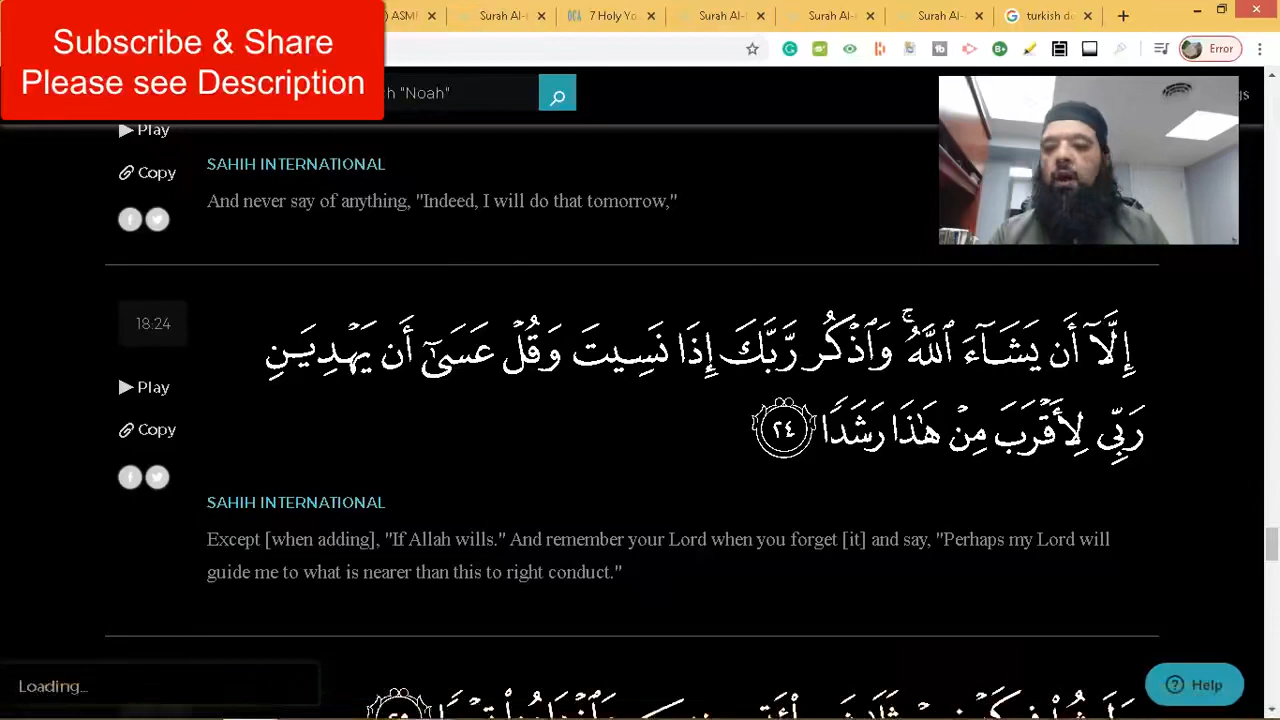 Subscribe & Share
Please see Description
) ASMI
Surah Al-
7 Holy Yo
Surah Al-
Surah Al-
Surah Al-
turkish d
Error
"Noah"
Play
Copy
SAHIH INTERNATIONAL
And never say of anything, "Indeed, I will do that tomorrow,"
18:24
إِلَّآ أَن يَشَآءَ ٱللَّهُ ۚ وَٱذْكُر رَّبَّكَ إِذَا نَسِيتَ وَقُلْ عَسَىٰٓ أَن يَهْدِيَنِ
رَبِّى لِأَقْرَبَ مِنْ هَٰذَا رَشَدًا ٢٤
Play
Copy
SAHIH INTERNATIONAL
Except [when adding], "If Allah wills." And remember your Lord when you forget [it] and say, "Perhaps my Lord will
guide me to what is nearer than this to right conduct."
Loading...
Help